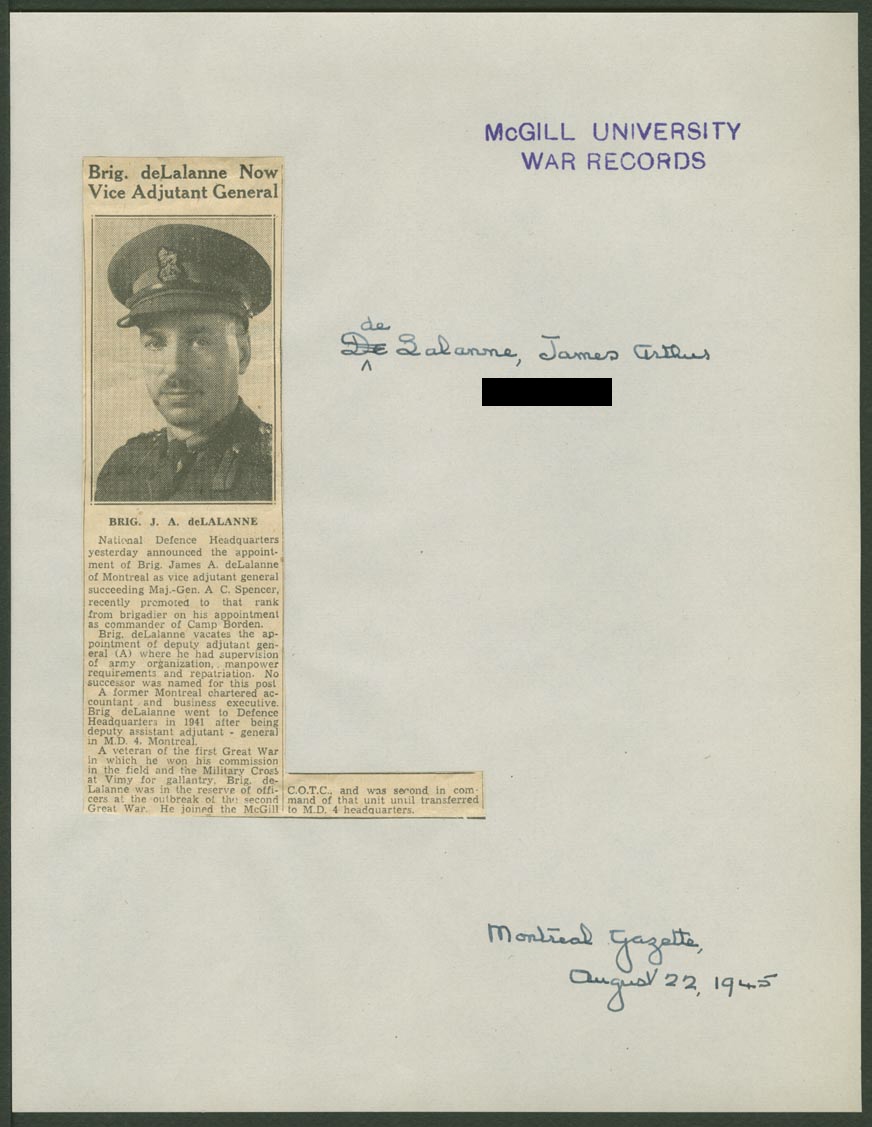 McGILL UNIVERSITY
WAR RECORDS
Brig. deLalanne Now
Vice Adjutant General
de
De Lalanne, James Arthur
BRIG. J. A. deLALANNE
National Defence Headquarters
yesterday announced the appoint-
ment of Brig. James A. deLalanne
of Montreal as vice adjutant general
succeeding Maj.-Gen. A C. Spencer,
recently promoted to that rank
from brigadier on his appointment
as commander of Camp Borden.
Brig. deLalanne vacates the ap-
pointment of deputy adjutant gen-
eral (A) where he had supervision
of army organization, manpower
requirements and repatriation. No
successor was named for this post
A former Montreal chartered ac-
countant and business executive.
Brig deLalanne went to Defence
Headquarters in 1941 after being
deputy assistant adjutant - general
in M.D. 4. Montreal.
A veteran of the first Great War
in which he won his commission
in the field and the Military Cross
at Vimy for gallantry. Brig. de-
Lalanne was in the reserve of offi-
cers at the outbreak of the second
Great War. He joined the McGill
C.O.T.C., and was second in com-
mand of that unit until transferred
to M.D. 4 headquarters.
Montreal Gazette,
August 22, 1945